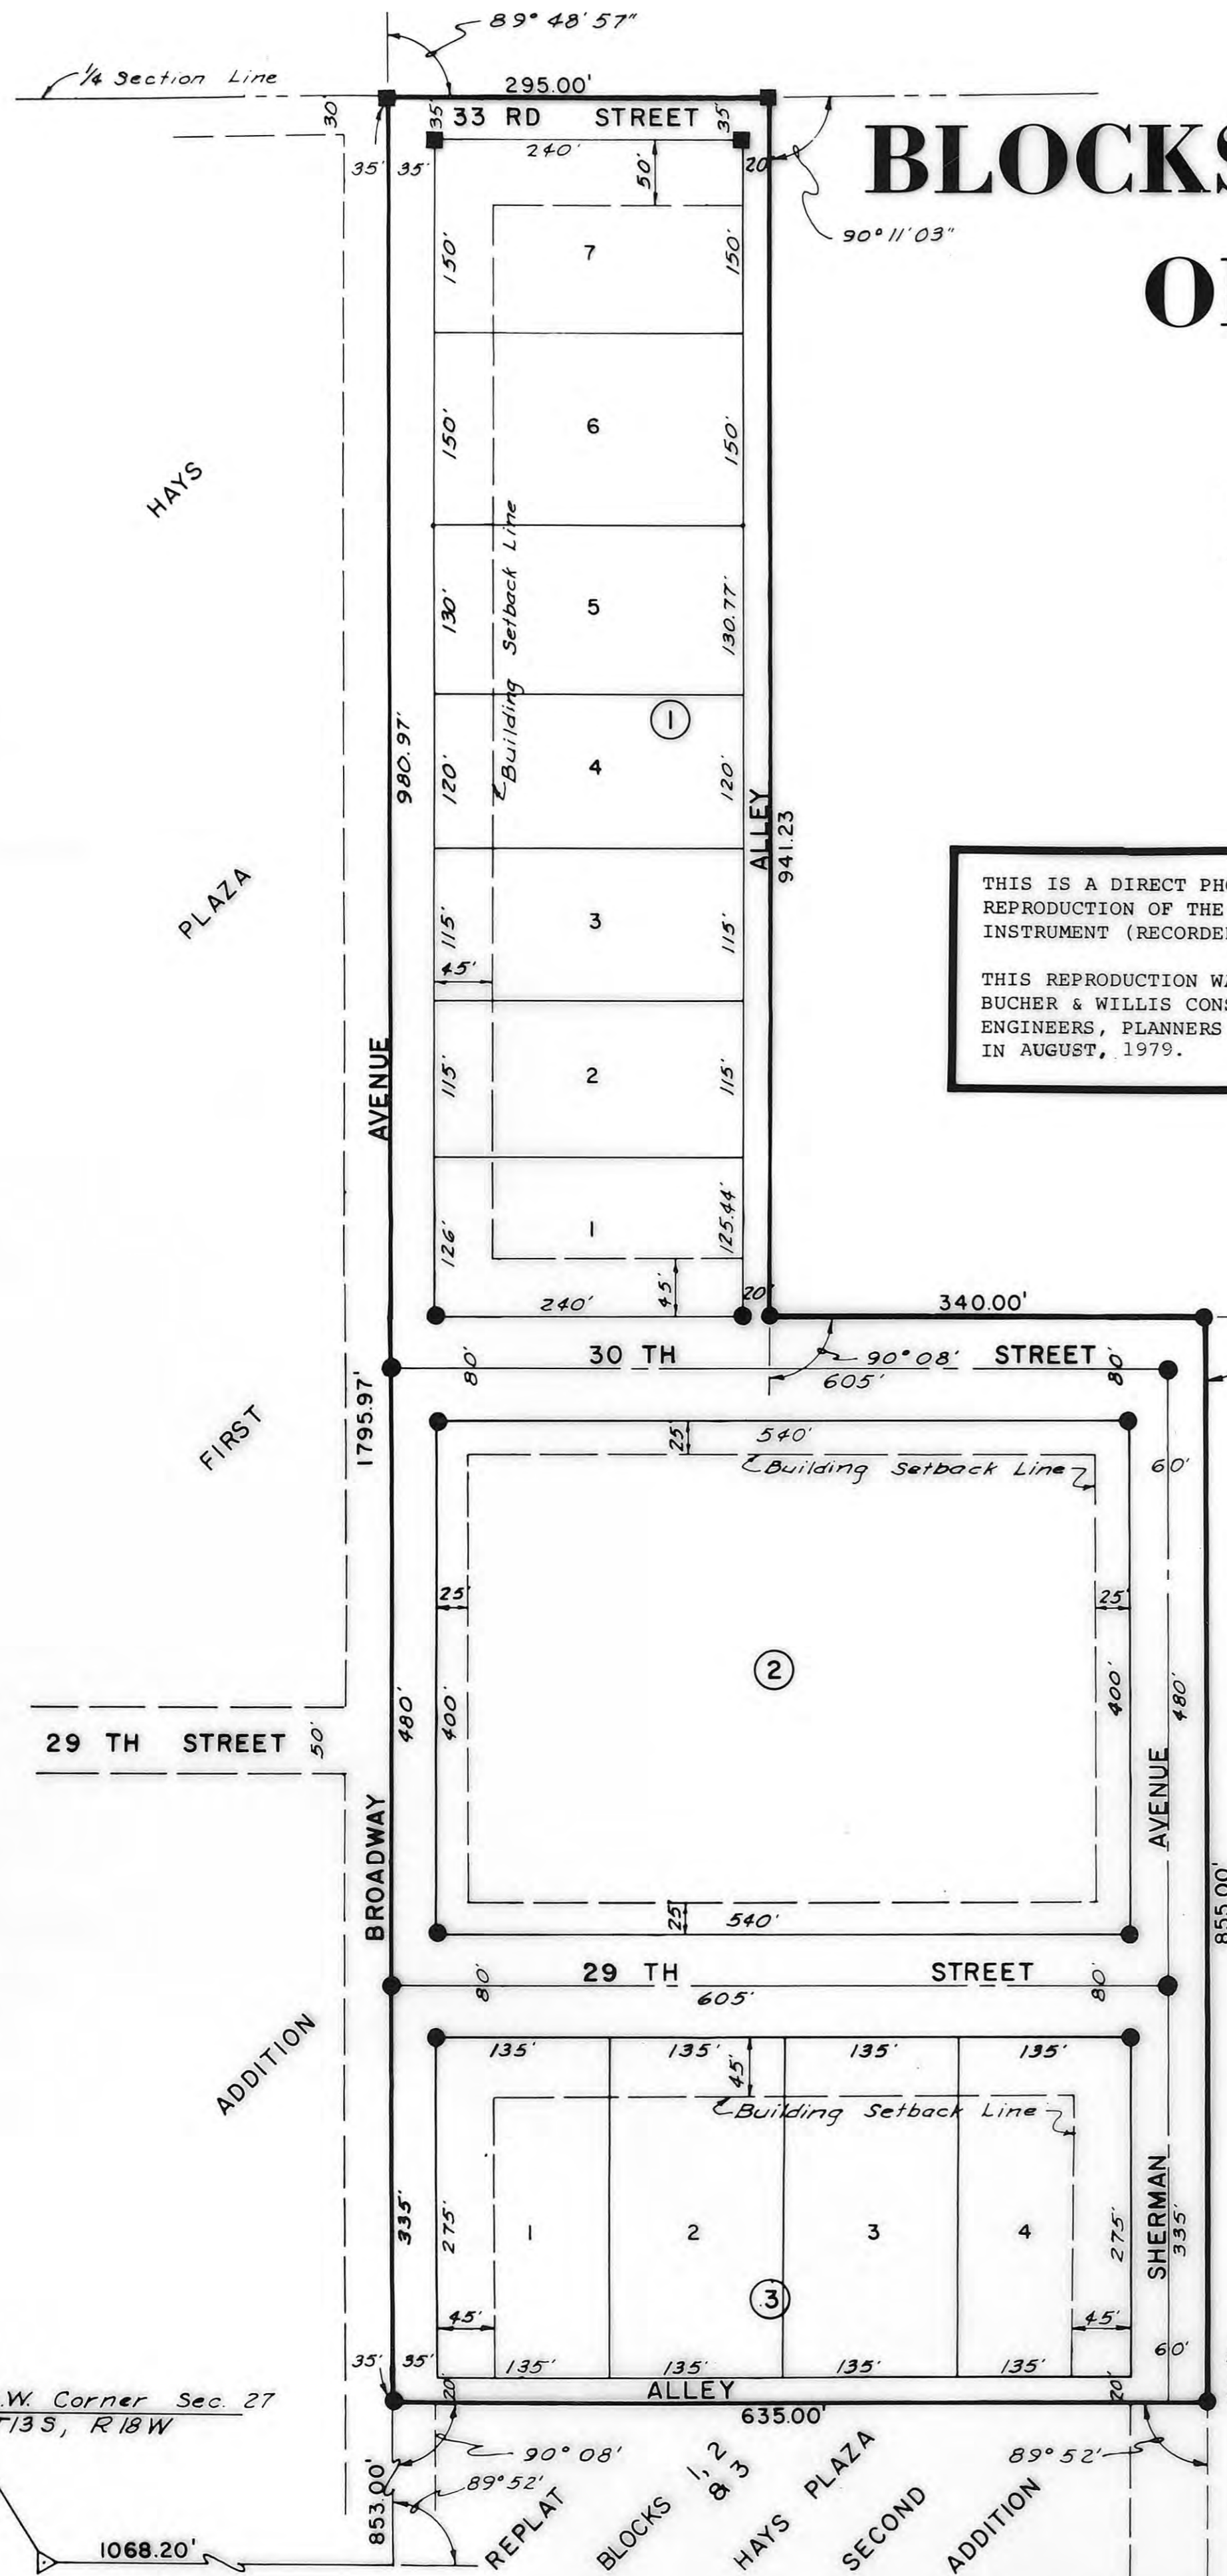 89° 48' 57"
1/4 Section Line
295.00'
30'
35'
33 RD STREET
35'
35'
35'
240'
20'
50'
BLOCKS
90° 11' 03"
150'
7
150'
HAYS
150'
6
150'
130'
Building Setback Line
5
130.77'
1
980.97'
120'
4
120'
ALLEY
941.23
PLAZA
115'
3
115'
45'
THIS IS A DIRECT
REPRODUCTION OF THE
INSTRUMENT
THIS REPRODUCTION
BUCHER & WILLIS
ENGINEERS, PLANNERS
IN AUGUST, 1979.
AVENUE
115'
2
115'
126'
1
125.44'
45'
240'
20'
340.00'
80'
30 TH STREET
90° 08'
80'
605'
1795.97'
FIRST
25'
540'
Building Setback Line
60'
25'
25'
2
480'
400'
400'
480'
29 TH STREET
50'
AVENUE
BROADWAY
855.00'
25'
540'
80'
29 TH STREET
80'
605'
135'
135'
135'
135'
45'
ADDITION
Building Setback Line
SHERMAN
335'
275'
1
2
3
4
275'
335'
3
45'
45'
60'
35'
35'
135'
135'
135'
135'
20'
ALLEY
20'
635.00'
.W. Corner Sec. 27
T13S, R18W
90° 08'
89° 52'
89° 52'
853.00'
1068.20'
REPLAT
BLOCKS
1, 2
& 3
HAYS PLAZA
SECOND
ADDITION